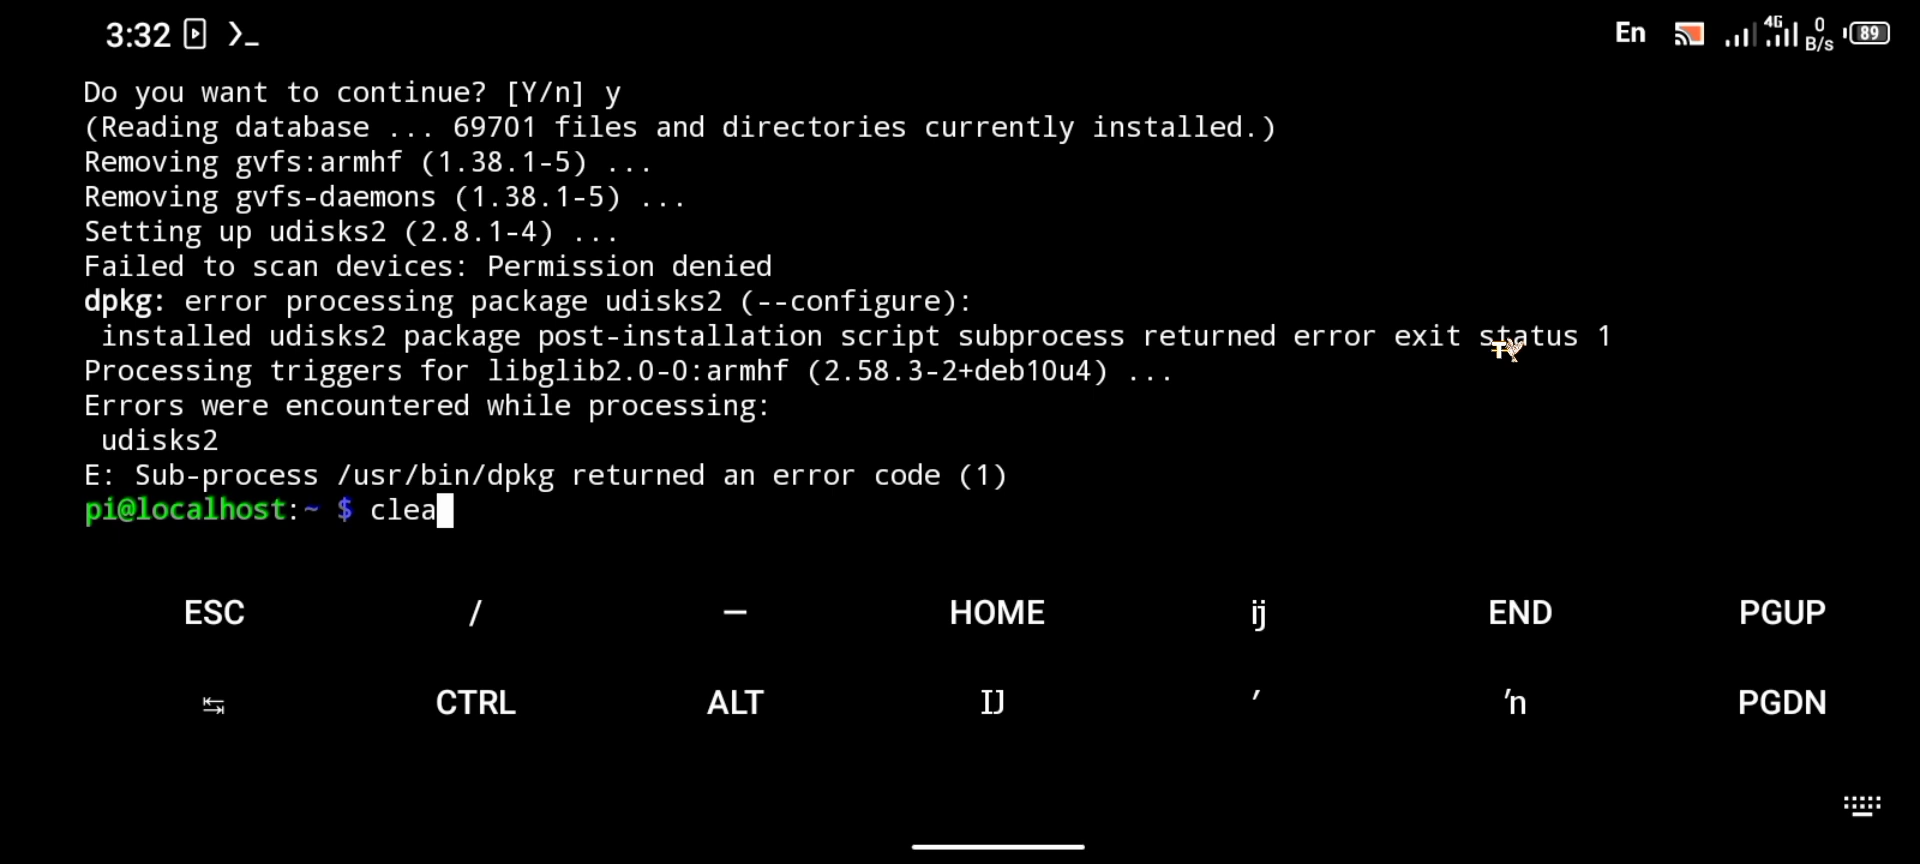 3:32
En 4G 0 B/s 89
Do you want to continue? [Y/n] y
(Reading database ... 69701 files and directories currently installed.)
Removing gvfs:armhf (1.38.1-5) ...
Removing gvfs-daemons (1.38.1-5) ...
Setting up udisks2 (2.8.1-4) ...
Failed to scan devices: Permission denied
dpkg: error processing package udisks2 (--configure):
 installed udisks2 package post-installation script subprocess returned error exit status 1
Processing triggers for libglib2.0-0:armhf (2.58.3-2+deb10u4) ...
Errors were encountered while processing:
 udisks2
E: Sub-process /usr/bin/dpkg returned an error code (1)
pi@localhost:~ $ clea
ESC / — HOME ĳ END PGUP
↹ CTRL ALT Ĳ ′ ŉ PGDN